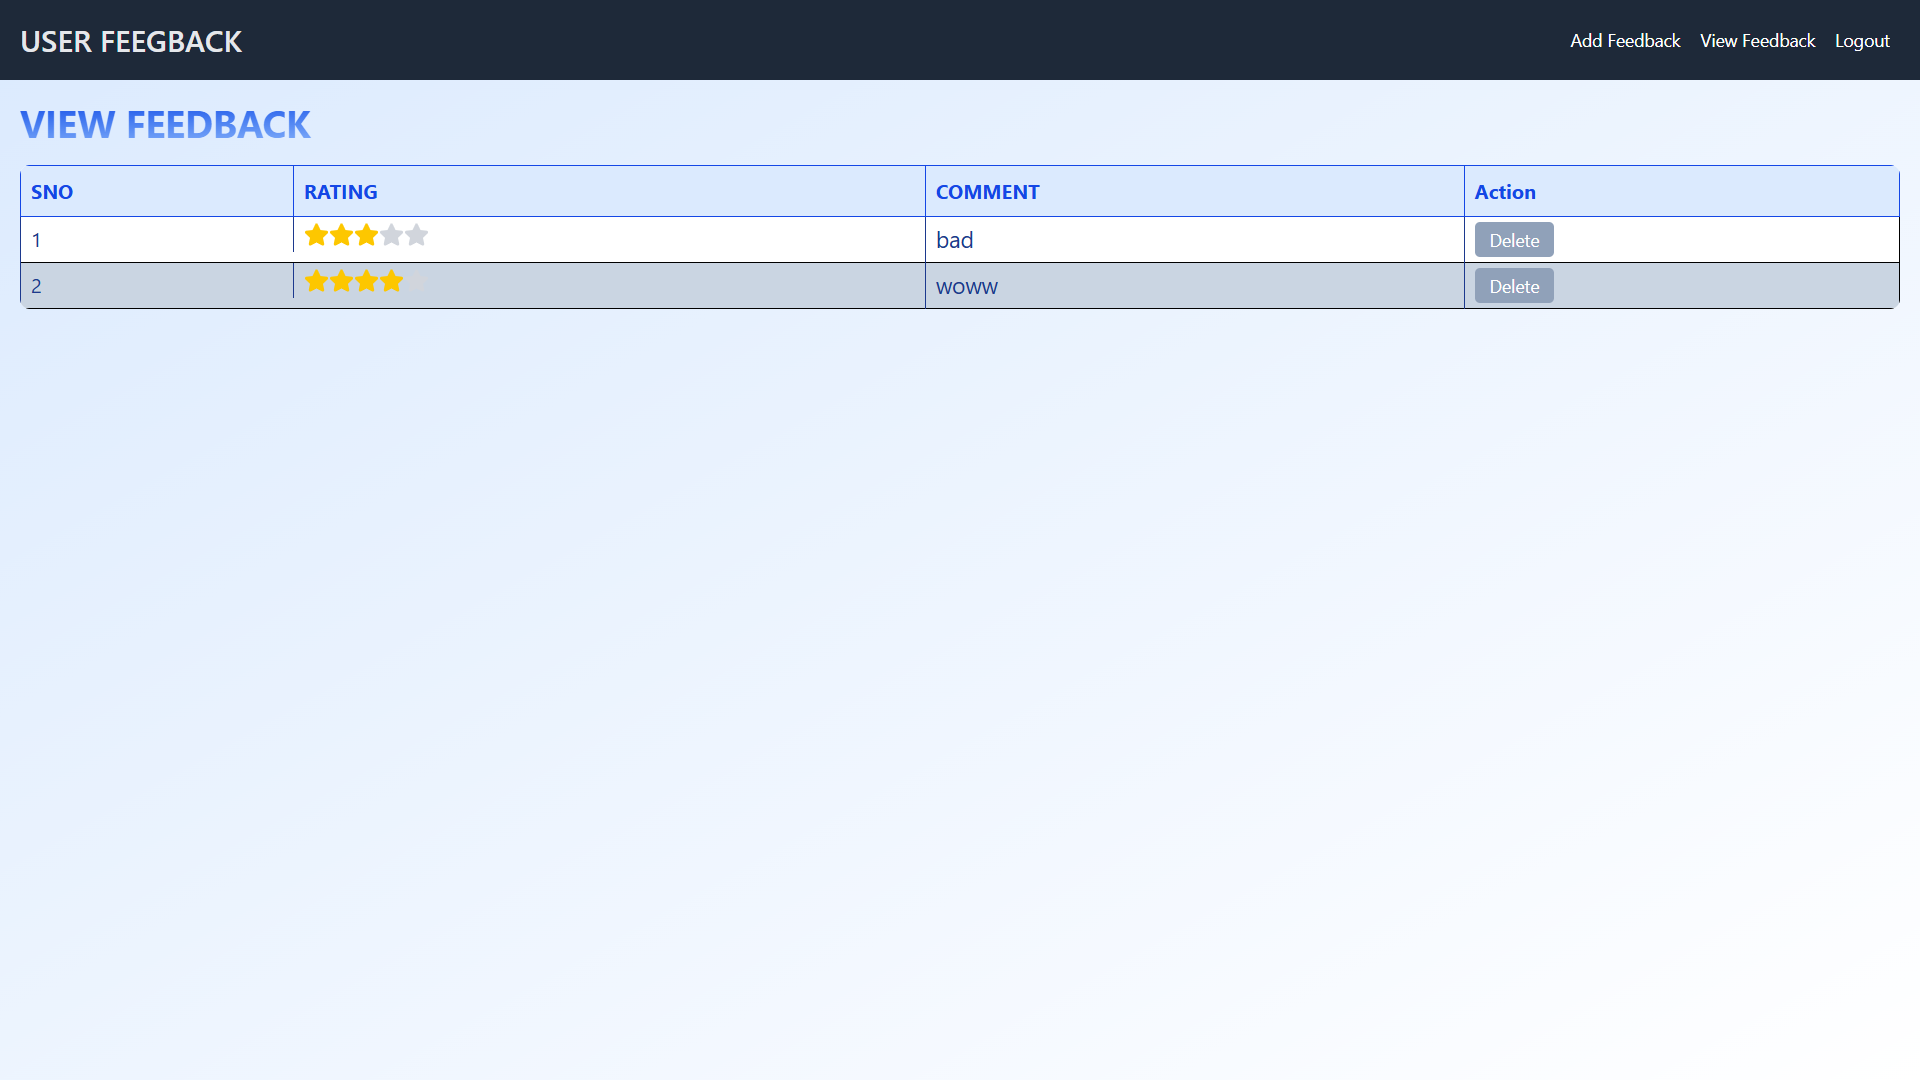 USER FEEGBACK
Add Feedback View Feedback Logout
VIEW FEEDBACK
SNO RATING COMMENT Action
1 bad Delete
2 woww Delete